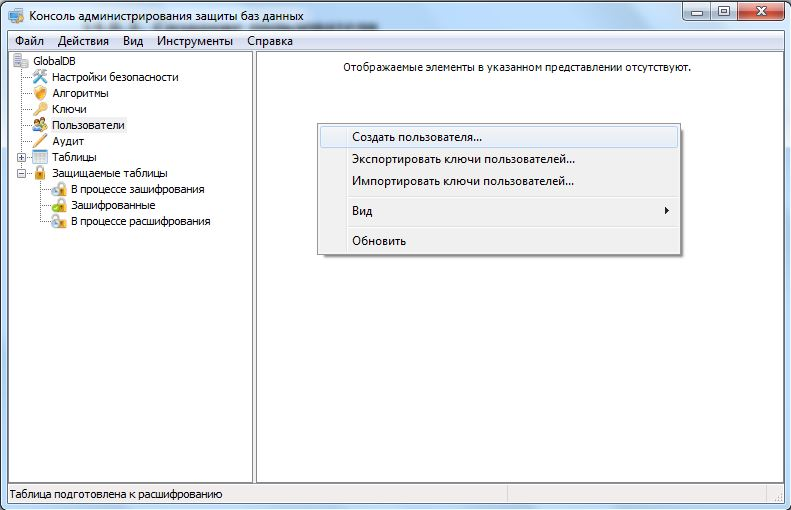 Консоль администрирования защиты баз данных
Файл Действия Вид Инструменты Справка
GlobalDB
Настройки безопасности
Алгоритмы
Ключи
Пользователи
Аудит
Таблицы
Защищаемые таблицы
В процессе зашифрования
Зашифрованные
В процессе расшифрования
Отображаемые элементы в указанном представлении отсутствуют.
Создать пользователя...
Экспортировать ключи пользователей...
Импортировать ключи пользователей...
Вид
Обновить
Таблица подготовлена к расшифрованию